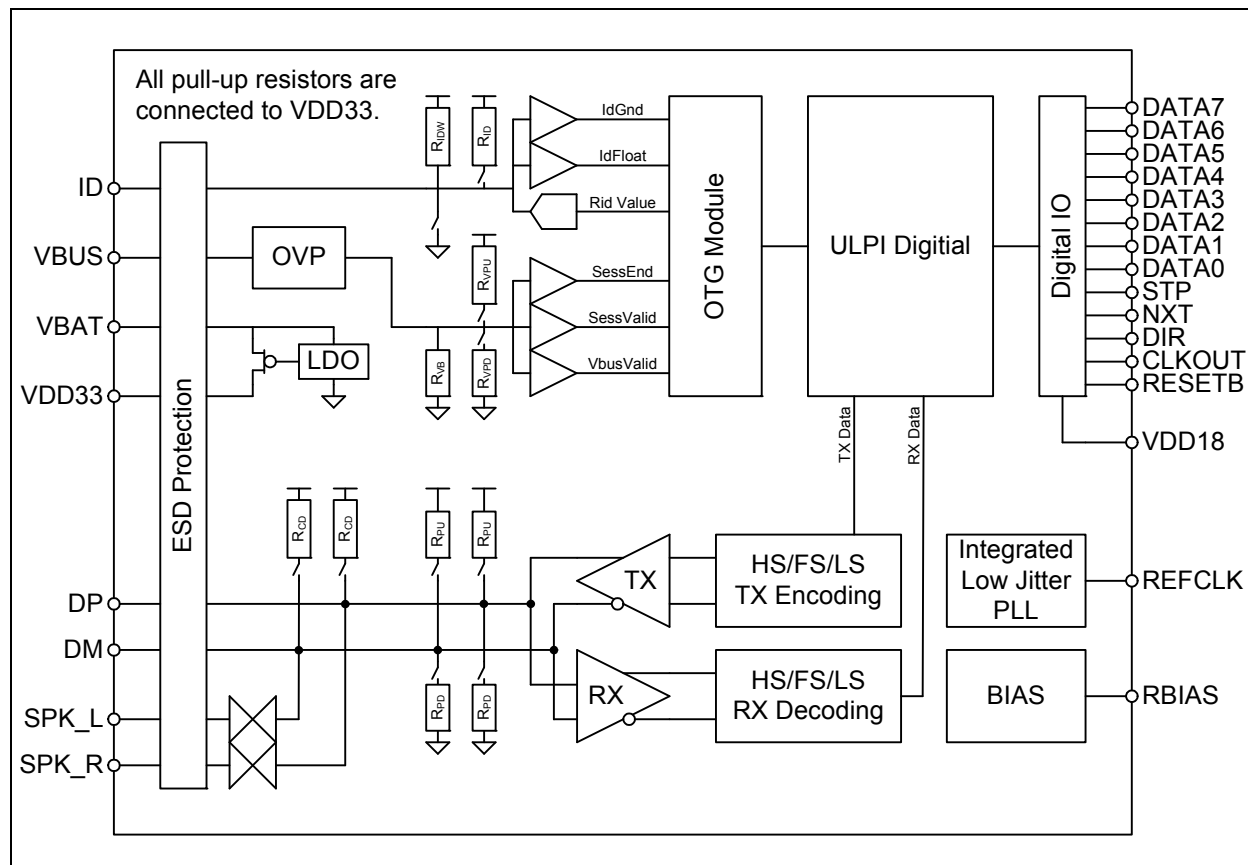 All pull-up resistors are
connected to VDD33.
ID
VBUS
VBAT
VDD33
DP
DM
SPK_L
SPK_R
ESD Protection
OVP
LDO
RIDW
RID
RVPU
RVB
RVPD
RCD
RCD
RPU
RPU
RPD
RPD
IdGnd
IdFloat
Rid Value
SessEnd
SessValid
VbusValid
OTG Module
ULPI Digitial
Digital IO
TX Data
RX Data
TX
RX
HS/FS/LS
TX Encoding
HS/FS/LS
RX Decoding
Integrated
Low Jitter
PLL
BIAS
DATA7
DATA6
DATA5
DATA4
DATA3
DATA2
DATA1
DATA0
STP
NXT
DIR
CLKOUT
RESETB
VDD18
REFCLK
RBIAS